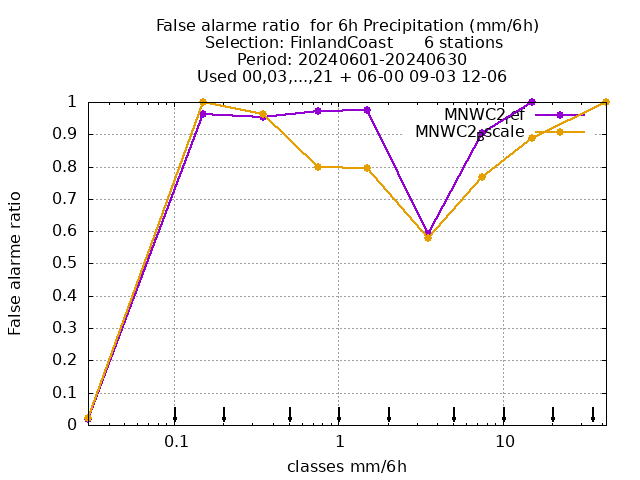 False alarme ratio  for 6h Precipitation (mm/6h)
Selection: FinlandCoast      6 stations
Period: 20240601-20240630
Used 00,03,...,21 + 06-00 09-03 12-06
MNWC2_scale
1
0.9
0.8
0.7
0.6
0.5
0.4
0.3
0.2
0.1
0
False alarme ratio
0.1 1 10
classes mm/6h